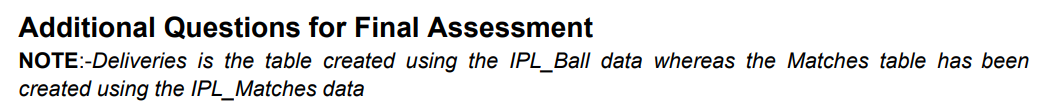 Additional Questions for Final Assessment
NOTE:-Deliveries is the table created using the IPL_Ball data whereas the Matches table has been
created using the IPL_Matches data